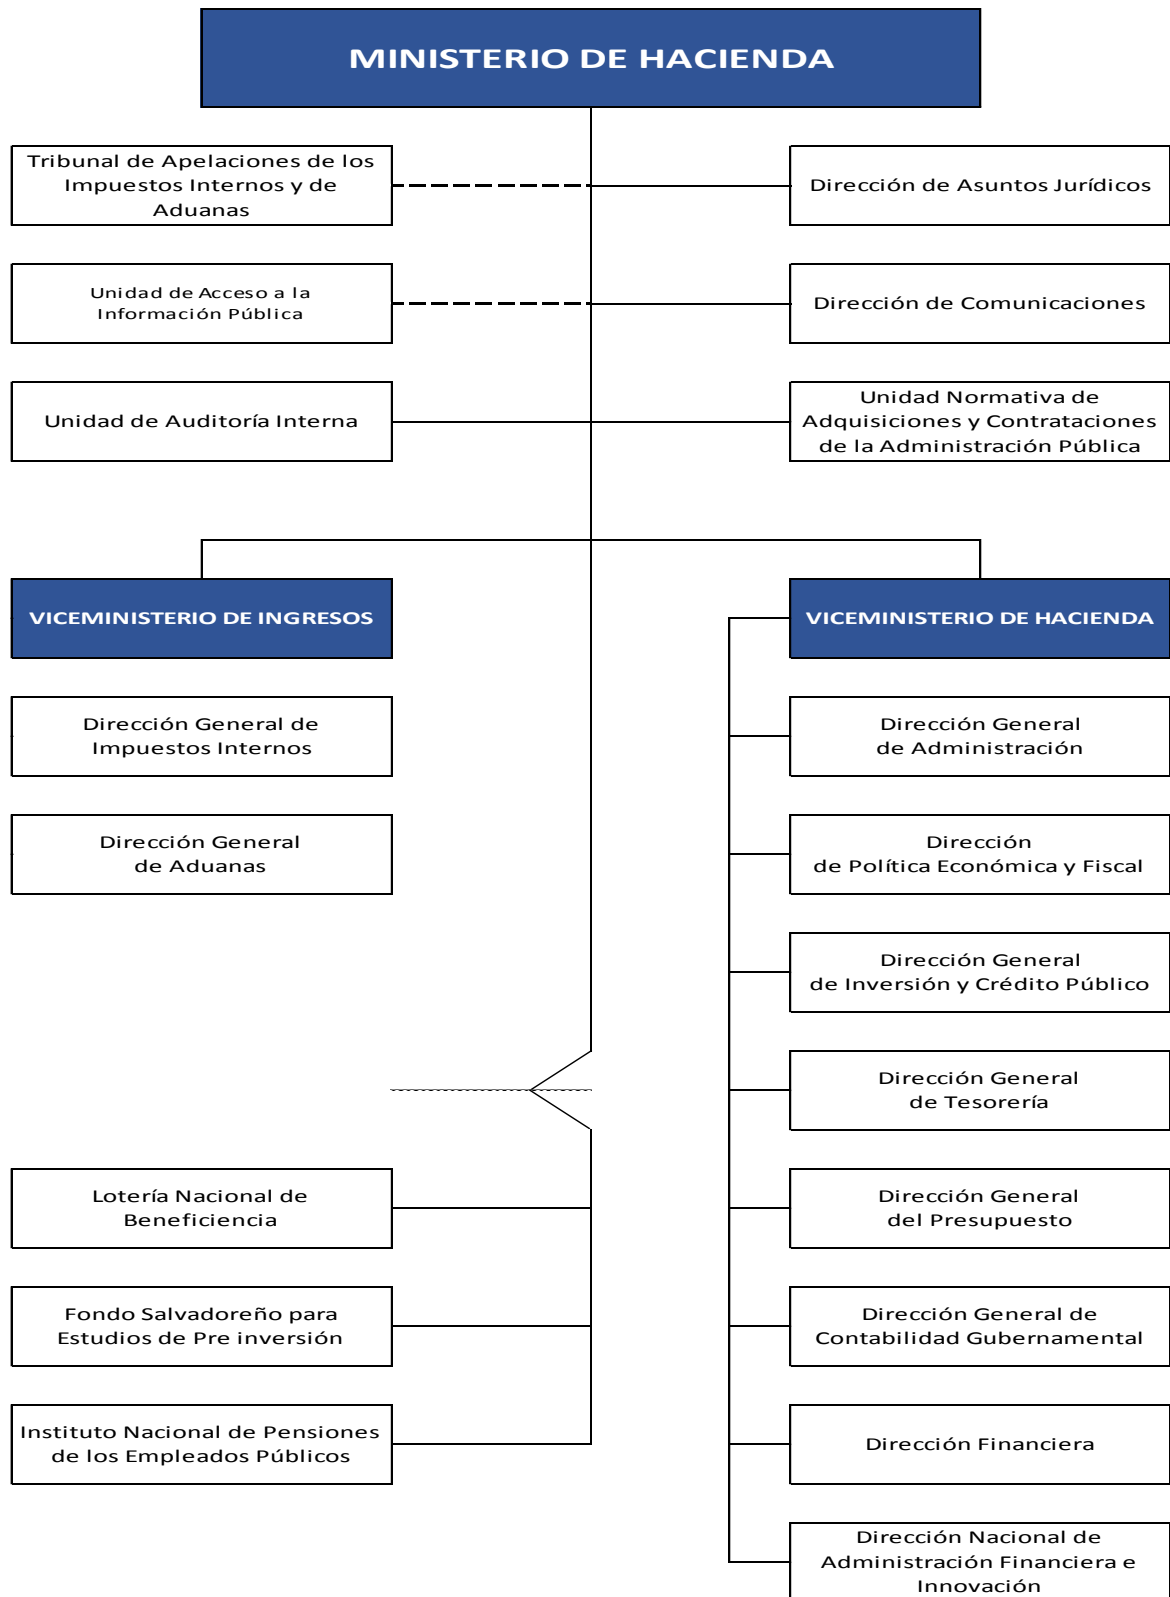 MINISTERIO DE HACIENDA
Tribunal de Apelaciones de los
Impuestos Internos y de
Aduanas
Dirección de Asuntos Jurídicos
Unidad de Acceso a la
Información Pública
Dirección de Comunicaciones
Unidad de Auditoría Interna
Unidad Normativa de
Adquisiciones y Contrataciones
de la Administración Pública
VICEMINISTERIO DE INGRESOS
VICEMINISTERIO DE HACIENDA
Dirección General de
Impuestos Internos
Dirección General
de Administración
Dirección General
de Aduanas
Dirección
de Política Económica y Fiscal
Dirección General
de Inversión y Crédito Público
Dirección General
de Tesorería
Lotería Nacional de
Beneficiencia
Dirección General
del Presupuesto
Fondo Salvadoreño para
Estudios de Pre inversión
Dirección General de
Contabilidad Gubernamental
Instituto Nacional de Pensiones
de los Empleados Públicos
Dirección Financiera
Dirección Nacional de
Administración Financiera e
Innovación